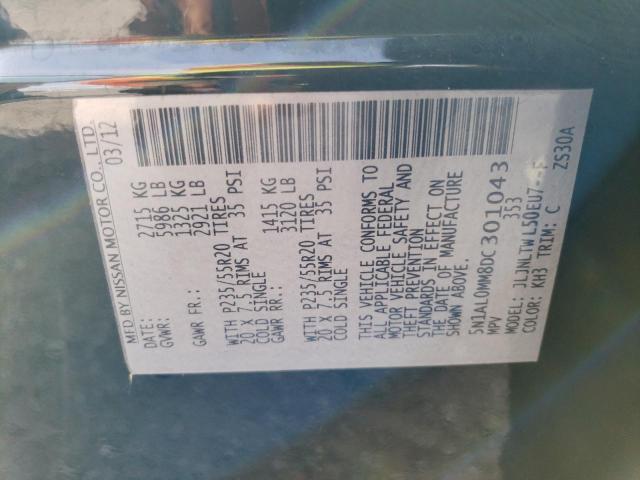 MFD BY NISSAN MOTOR CO., LTD.
DATE: 03/12
GVWR: 2715 KG
5986 LB
GAWR FR.: 1325 KG
2921 LB
WITH P235/55R20 TIRES
20 X 7.5 RIMS AT 35 PSI
COLD SINGLE
GAWR RR.: 1415 KG
3120 LB
WITH P235/55R20 TIRES
20 X 7.5 RIMS AT 35 PSI
COLD SINGLE
THIS VEHICLE CONFORMS TO
ALL APPLICABLE FEDERAL
MOTOR VEHICLE SAFETY AND
THEFT PREVENTION
STANDARDS IN EFFECT ON
THE DATE OF MANUFACTURE
SHOWN ABOVE.
5N1AL0MM8DC301043
MPV 353
MODEL: JLJNLTWL50EU7
COLOR: KH3 TRIM: C ZS30A